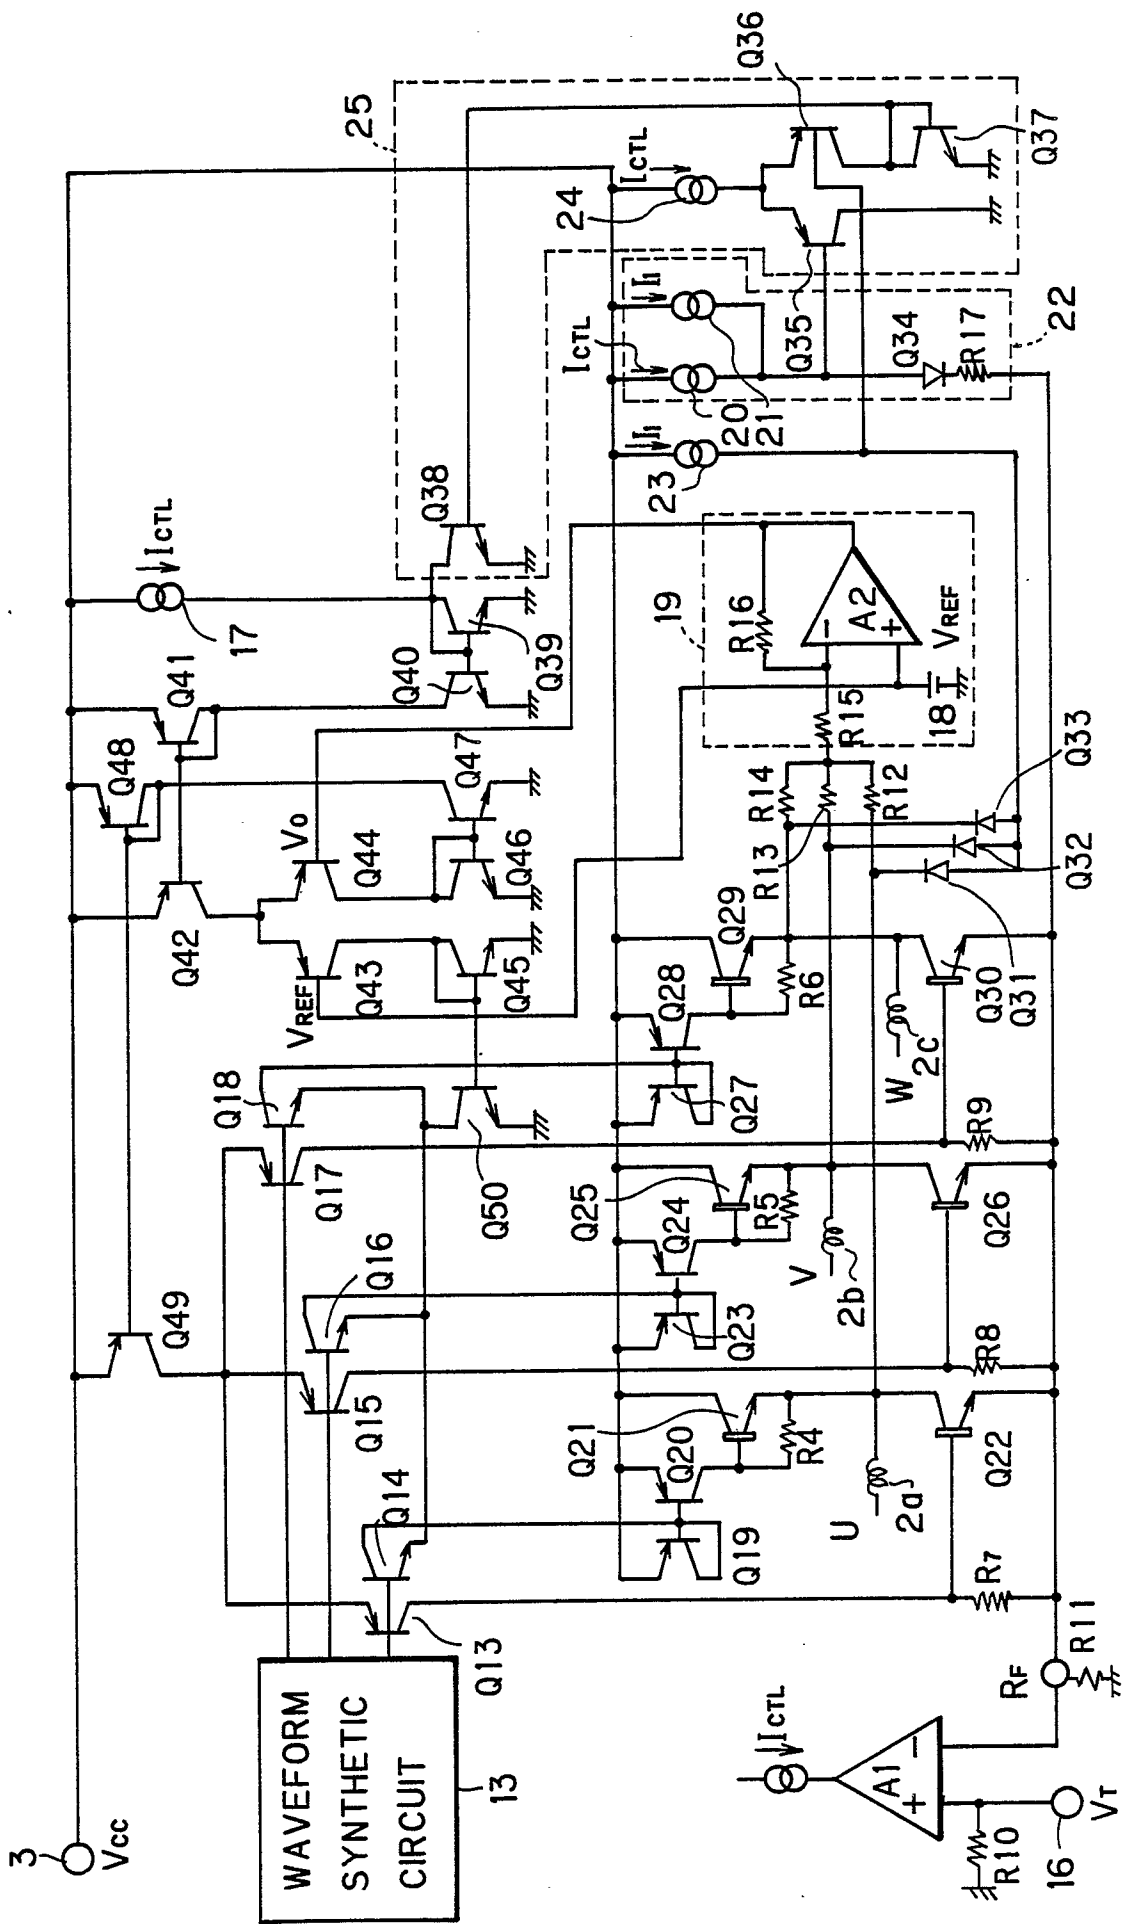 3
Vcc
WAVEFORM
SYNTHETIC
CIRCUIT
13
Q13
Q14
Q15
Q16
Q17
Q18
Q49
Q50
Q48
Q41
Q42
VREF
Q43
VO
Q44
Q45
Q46
Q47
Q40
Q39
17
ICTL
Q38
25
Q19
Q20
Q21
R4
Q22
U
2a
R7
Q23
Q24
Q25
R5
Q26
V
2b
R8
Q27
Q28
Q29
R6
Q30
Q31
W
2c
R9
R13
R14
R12
Q32
Q33
19
R15
R16
A2
−
+
18
VREF
23
I1
20
21
ICTL
I1
22
Q34
R17
Q35
24
ICTL
Q36
Q37
ICTL
A1
+
−
R10
16
VT
RF
R11